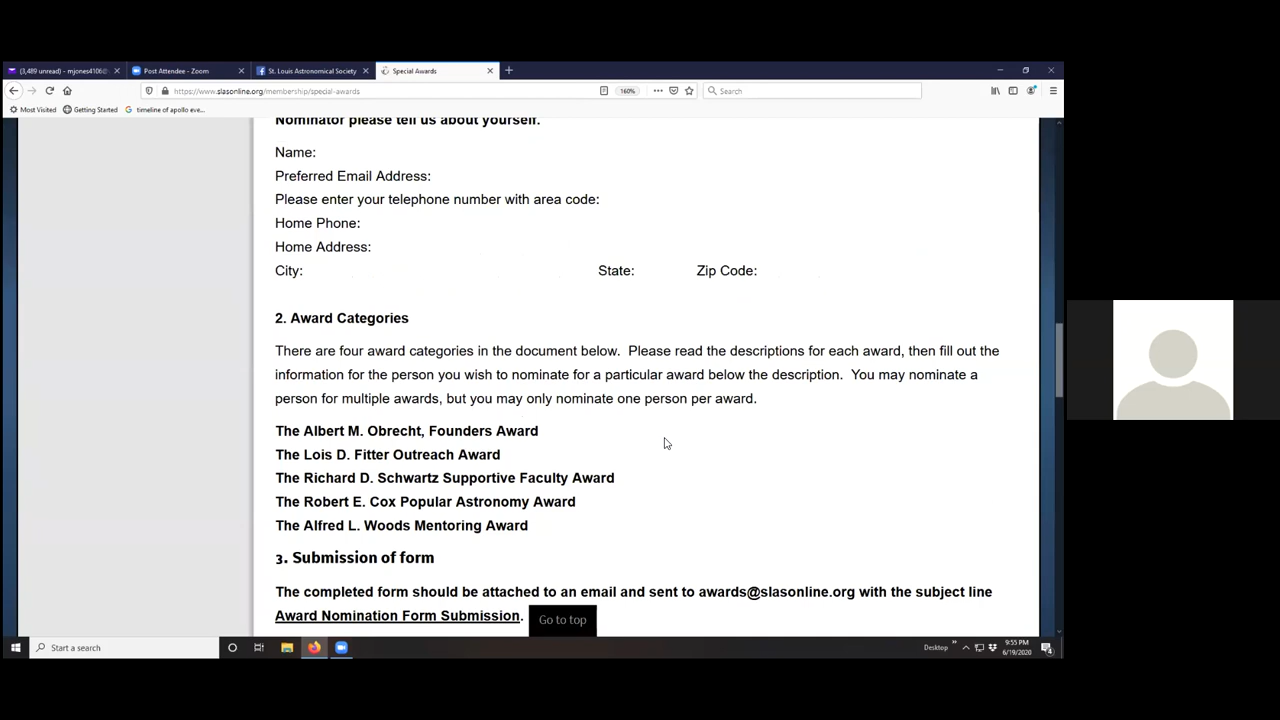 (3,489 unread) - mjones4106@
Post Attendee - Zoom
St. Louis Astronomical Society
Special Awards
https://www.slasonline.org/membership/special-awards
160%
Search
Most Visited
Getting Started
timeline of apollo eve...
Nominator please tell us about yourself.
Name:
Preferred Email Address:
Please enter your telephone number with area code:
Home Phone:
Home Address:
City: State: Zip Code:
2. Award Categories
There are four award categories in the document below. Please read the descriptions for each award, then fill out the
information for the person you wish to nominate for a particular award below the description. You may nominate a
person for multiple awards, but you may only nominate one person per award.
The Albert M. Obrecht, Founders Award
The Lois D. Fitter Outreach Award
The Richard D. Schwartz Supportive Faculty Award
The Robert E. Cox Popular Astronomy Award
The Alfred L. Woods Mentoring Award
3. Submission of form
The completed form should be attached to an email and sent to awards@slasonline.org with the subject line
Award Nomination Form Submission.
Go to top
Start a search
Desktop
9:55 PM
6/19/2020